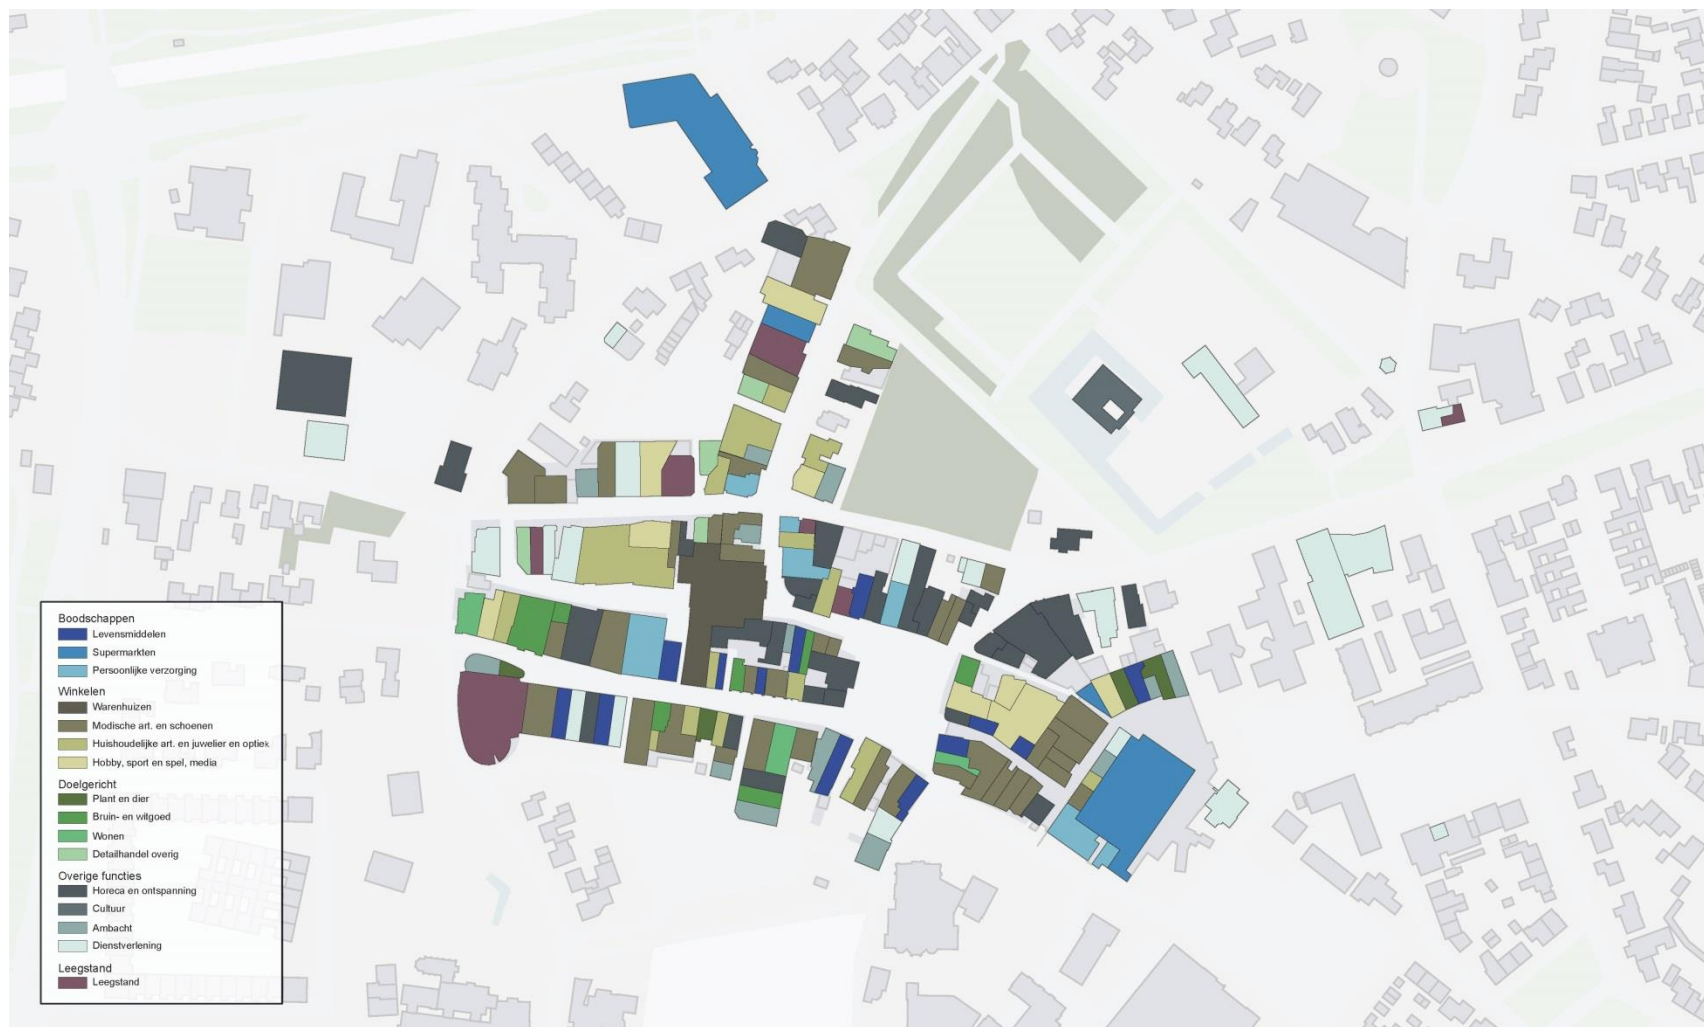 Boodschappen
Levensmiddelen
Supermarkten
Persoonlijke verzorging
Winkelen
Warenhuizen
Modische art. en schoenen
Huishoudelijke art. en juwelier en optiek
Hobby, sport en spel, media
Doelgericht
Plant en dier
Bruin- en witgoed
Wonen
Detailhandel overig
Overige functies
Horeca en ontspanning
Cultuur
Ambacht
Dienstverlening
Leegstand
Leegstand